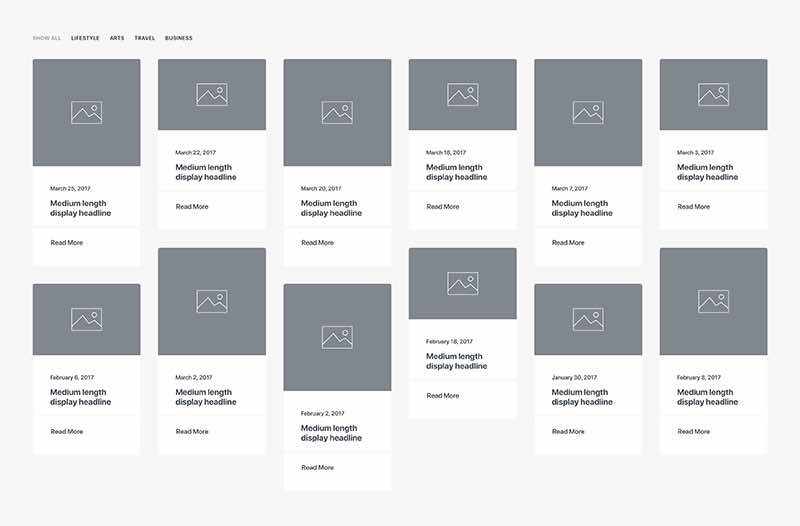 SHOW ALL LIFESTYLE ARTS TRAVEL BUSINESS
March 25, 2017
Medium length
display headline
Read More
March 22, 2017
Medium length
display headline
Read More
March 20, 2017
Medium length
display headline
Read More
March 18, 2017
Medium length
display headline
Read More
March 7, 2017
Medium length
display headline
Read More
March 3, 2017
Medium length
display headline
Read More
February 6, 2017
Medium length
display headline
Read More
March 2, 2017
Medium length
display headline
Read More
February 2, 2017
Medium length
display headline
Read More
February 18, 2017
Medium length
display headline
Read More
January 30, 2017
Medium length
display headline
Read More
February 8, 2017
Medium length
display headline
Read More